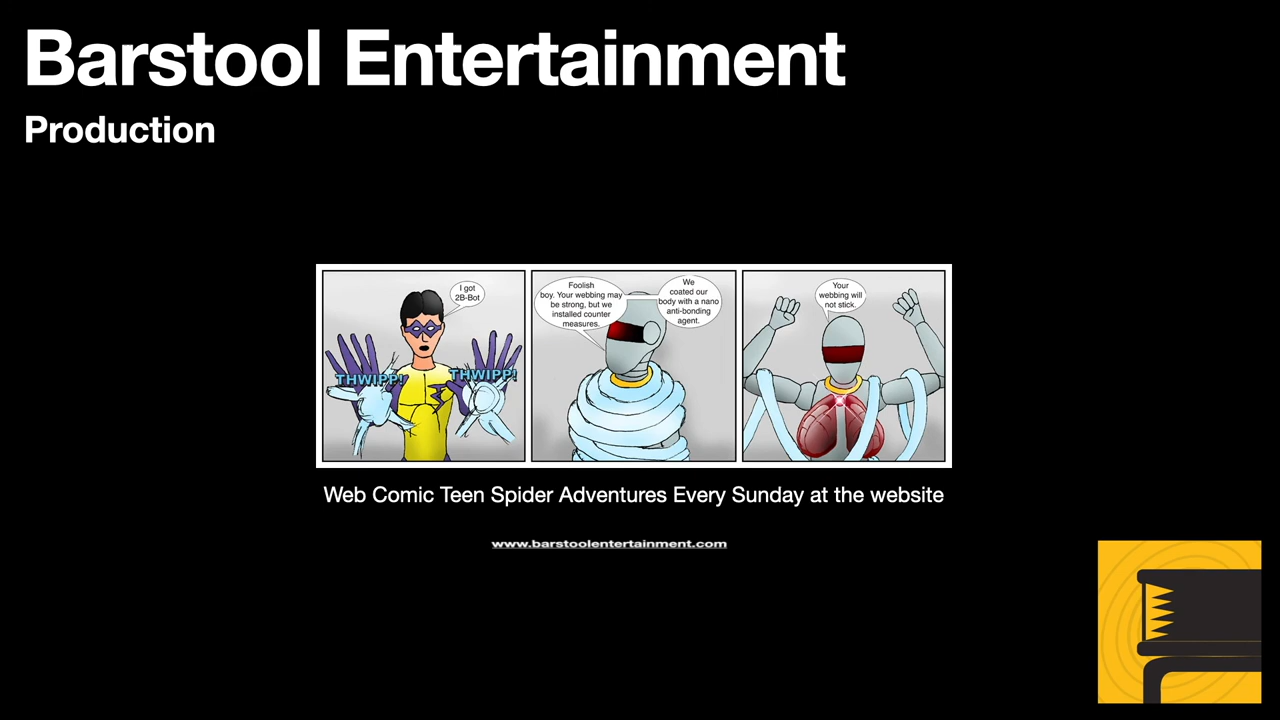 Barstool Entertainment
Production
I got
2B-Bot
THWIPP!
THWIPP!
Foolish
boy. Your webbing may
be strong, but we
installed counter
measures.
We
coated our
body with a nano
anti-bonding
agent.
Your
webbing will
not stick.
Web Comic Teen Spider Adventures Every Sunday at the website
www.barstoolentertainment.com